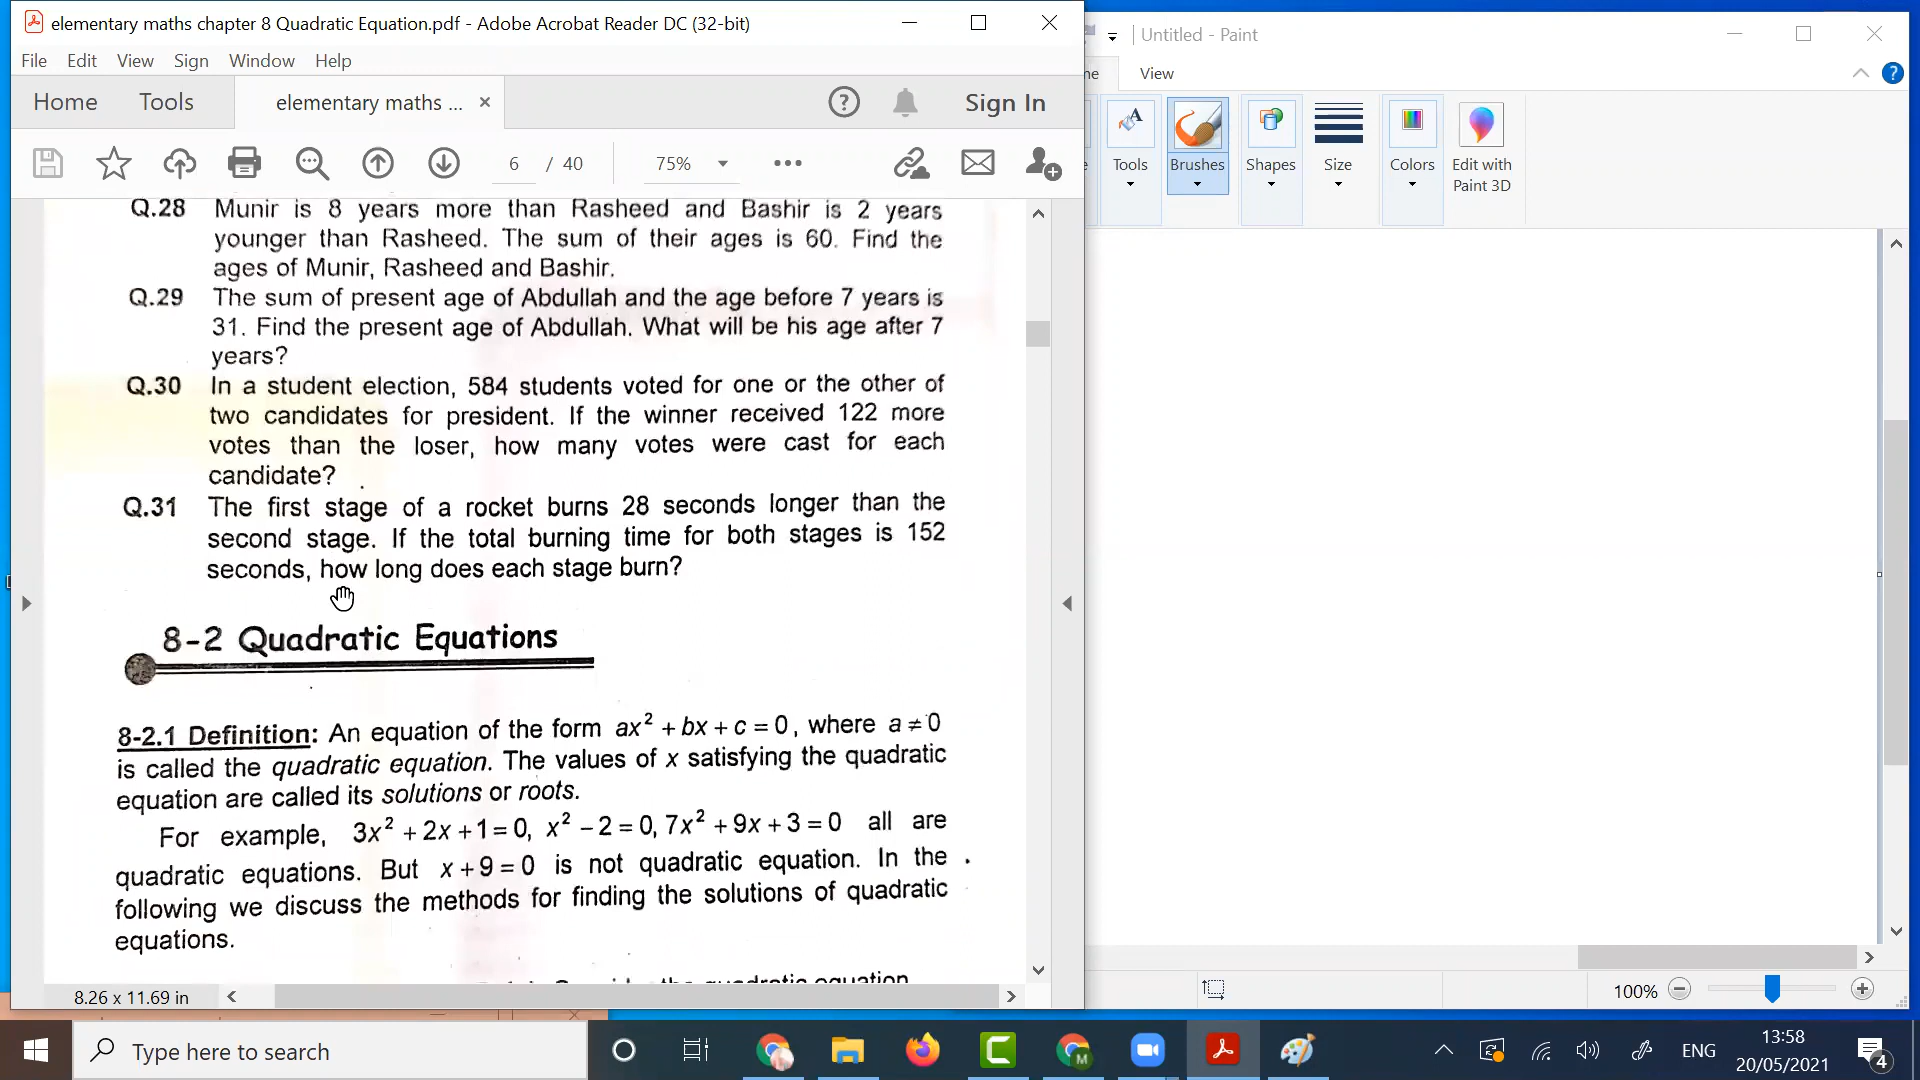 elementary maths chapter 8 Quadratic Equation.pdf - Adobe Acrobat Reader DC (32-bit)
File Edit View Sign Window Help
Home Tools elementary maths ... × Sign In
6 / 40 75%
Q.28 Munir is 8 years more than Rasheed and Bashir is 2 years
younger than Rasheed. The sum of their ages is 60. Find the
ages of Munir, Rasheed and Bashir.
Q.29 The sum of present age of Abdullah and the age before 7 years is
31. Find the present age of Abdullah. What will be his age after 7
years?
Q.30 In a student election, 584 students voted for one or the other of
two candidates for president. If the winner received 122 more
votes than the loser, how many votes were cast for each
candidate?
Q.31 The first stage of a rocket burns 28 seconds longer than the
second stage. If the total burning time for both stages is 152
seconds, how long does each stage burn?
8-2 Quadratic Equations
8-2.1 Definition: An equation of the form ax² + bx + c = 0, where a ≠ 0
is called the quadratic equation. The values of x satisfying the quadratic
equation are called its solutions or roots.
For example, 3x² + 2x + 1 = 0, x² − 2 = 0, 7x² + 9x + 3 = 0 all are
quadratic equations. But x + 9 = 0 is not quadratic equation. In the
following we discuss the methods for finding the solutions of quadratic
equations.
8.26 x 11.69 in
Untitled - Paint
View
Tools Brushes Shapes Size Colors Edit with
Paint 3D
100%
Type here to search
ENG
13:58
20/05/2021
4